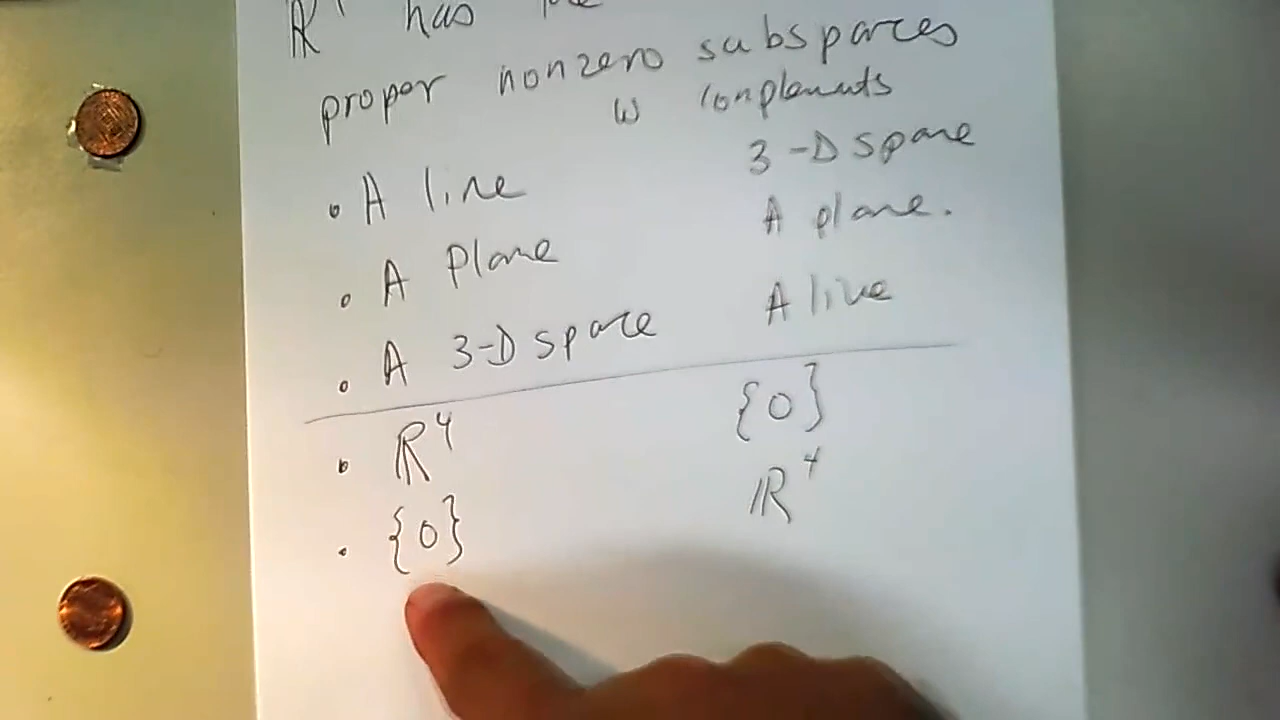 has
proper nonzero subspaces
w complements
• A line 3-D space
• A Plane A plane.
• A 3-D space A line
• ℝ⁴ {0}
• {0} ℝ⁴